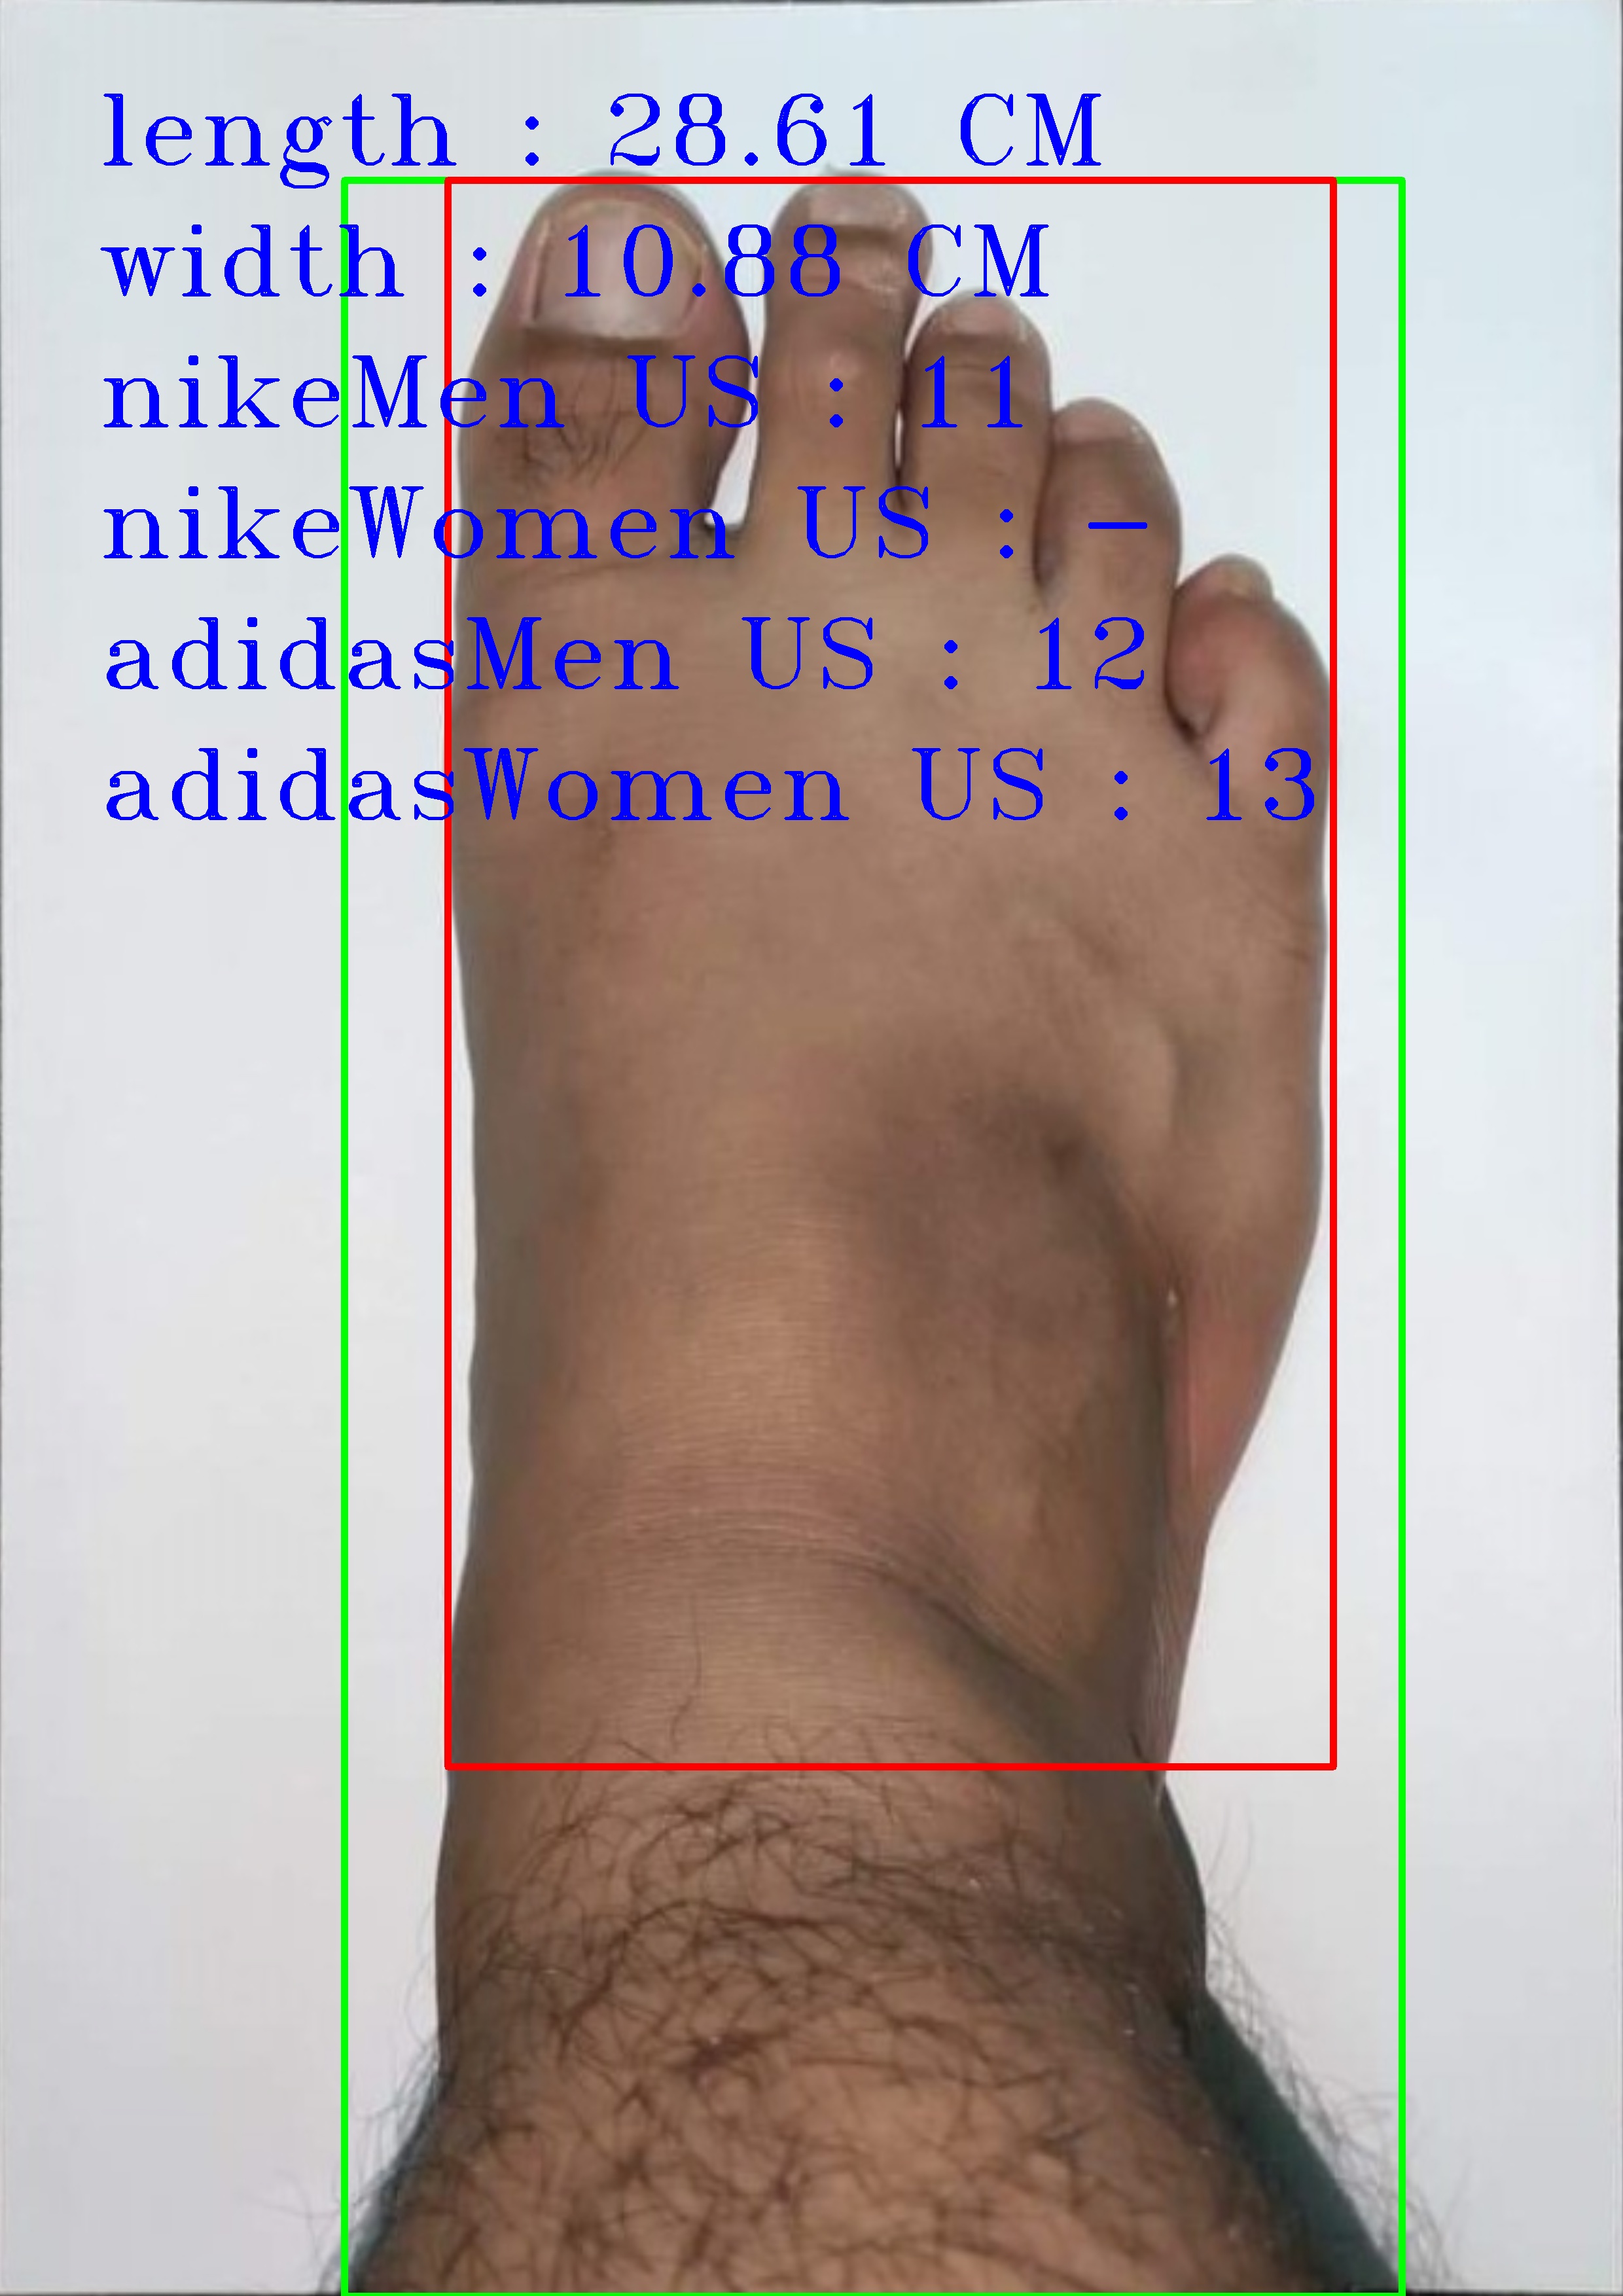 length : 28.61 CM
width : 10.88 CM
nikeMen US : 11
nikeWomen US : -
adidasMen US : 12
adidasWomen US : 13